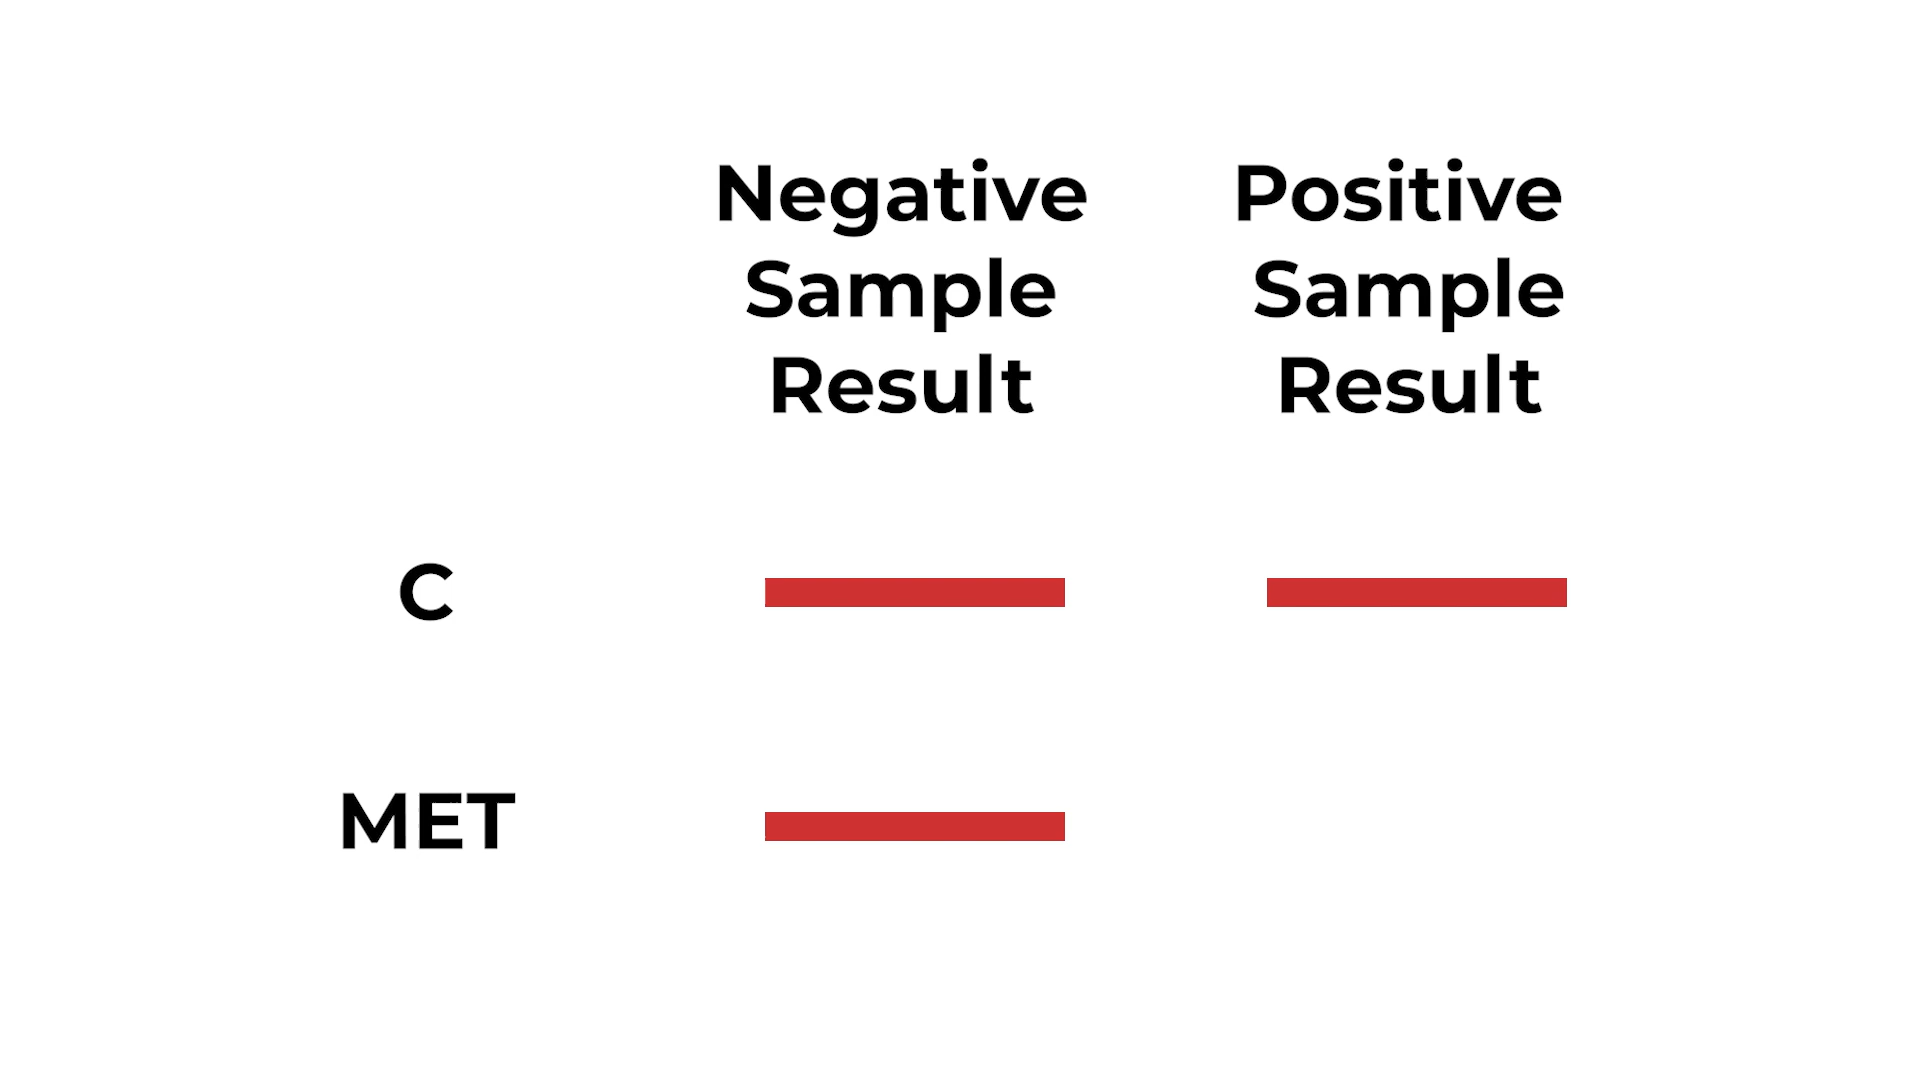 Negative
Sample
Result
Positive
Sample
Result
C
MET